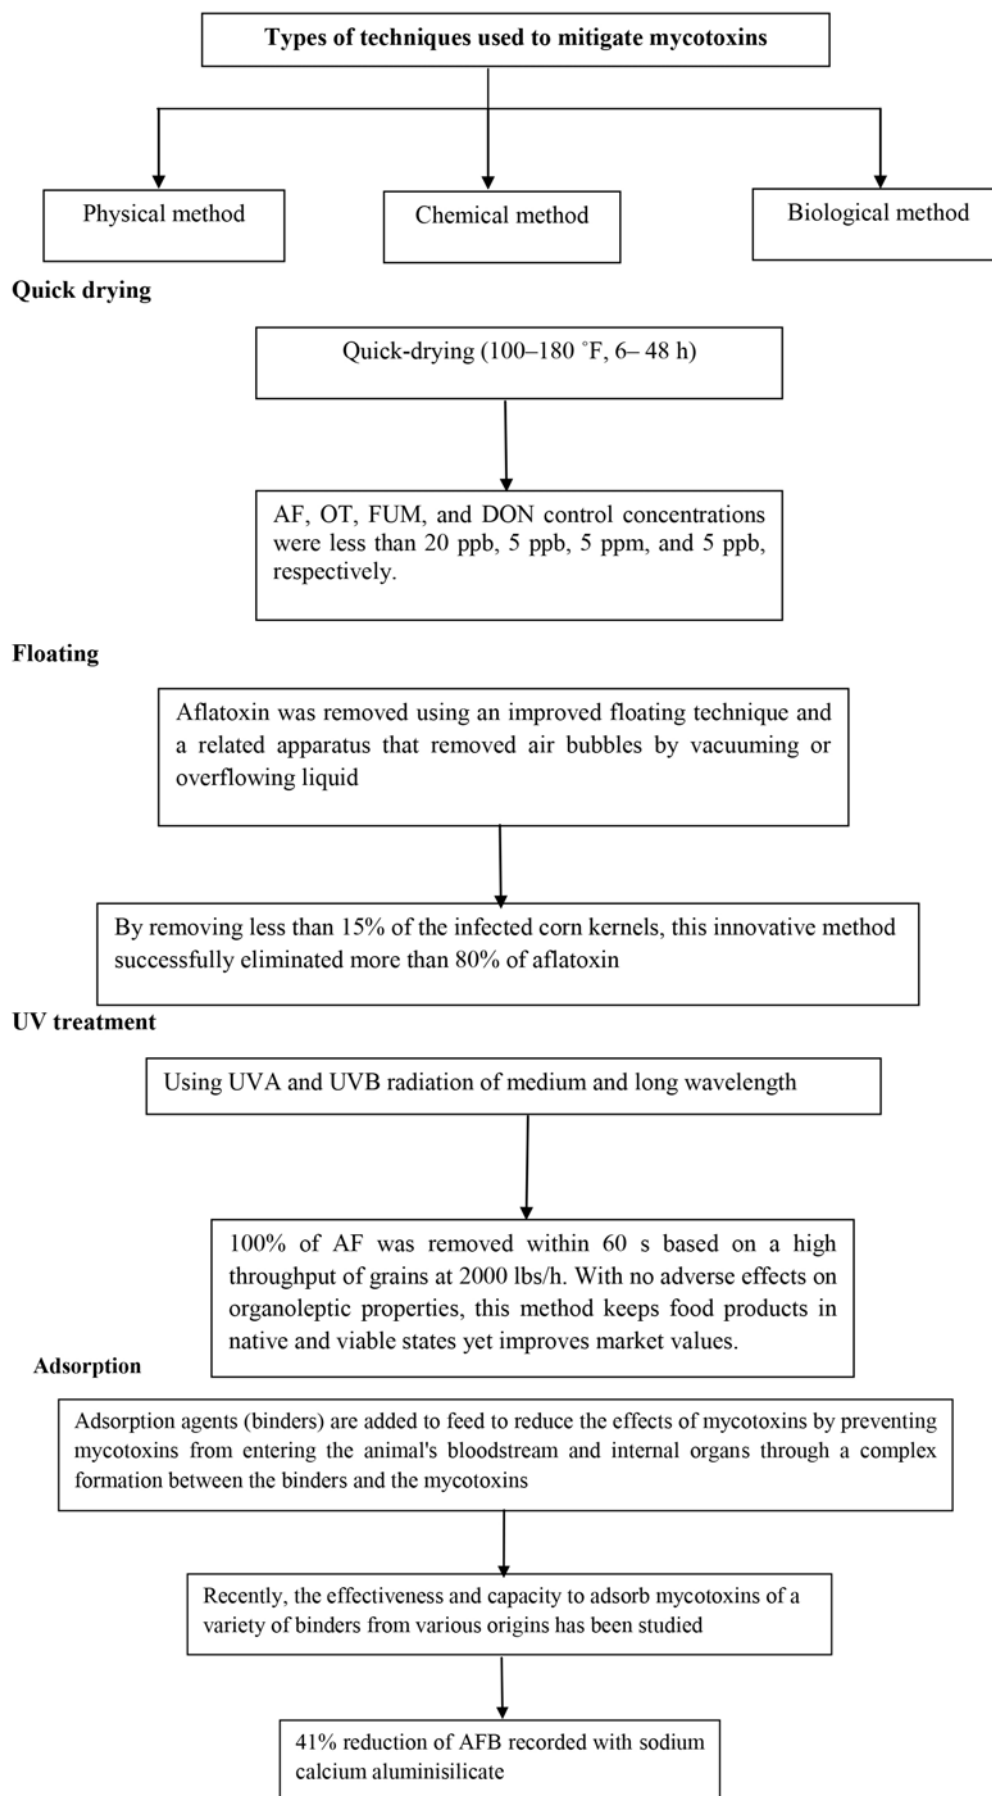 Types of techniques used to mitigate mycotoxins
Physical method
Chemical method
Biological method
Quick drying
Quick-drying (100–180 ˚F, 6– 48 h)
AF, OT, FUM, and DON control concentrations
were less than 20 ppb, 5 ppb, 5 ppm, and 5 ppb,
respectively.
Floating
Aflatoxin was removed using an improved floating technique and
a related apparatus that removed air bubbles by vacuuming or
overflowing liquid
By removing less than 15% of the infected corn kernels, this innovative method
successfully eliminated more than 80% of aflatoxin
UV treatment
Using UVA and UVB radiation of medium and long wavelength
100% of AF was removed within 60 s based on a high
throughput of grains at 2000 lbs/h. With no adverse effects on
organoleptic properties, this method keeps food products in
native and viable states yet improves market values.
Adsorption
Adsorption agents (binders) are added to feed to reduce the effects of mycotoxins by preventing
mycotoxins from entering the animal's bloodstream and internal organs through a complex
formation between the binders and the mycotoxins
Recently, the effectiveness and capacity to adsorb mycotoxins of a
variety of binders from various origins has been studied
41% reduction of AFB recorded with sodium
calcium aluminisilicate